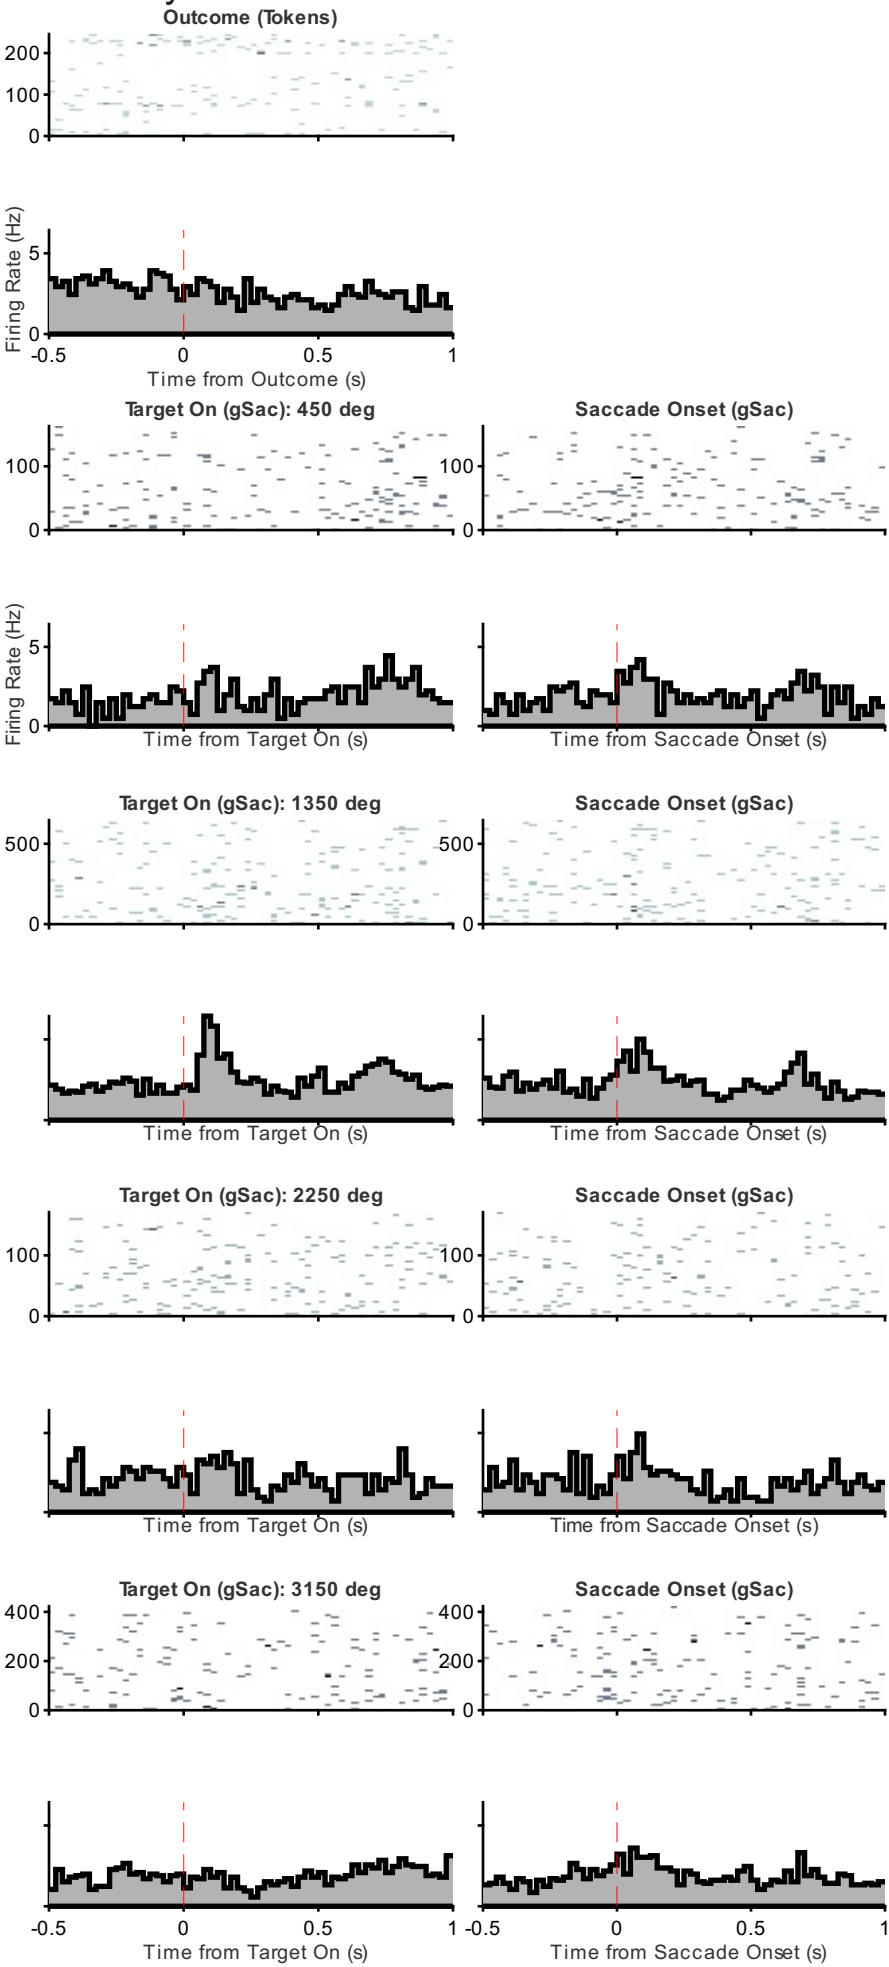 Outcome (Tokens)
200
100
0
Firing Rate (Hz)
5
0
-0.5 0 0.5 1
Time from Outcome (s)
Target On (gSac): 450 deg Saccade Onset (gSac)
100 100
0 0
Firing Rate (Hz)
5
0
Time from Target On (s) Time from Saccade Onset (s)
Target On (gSac): 1350 deg Saccade Onset (gSac)
500 500
0 0
Time from Target On (s) Time from Saccade Onset (s)
Target On (gSac): 2250 deg Saccade Onset (gSac)
100 100
0 0
Time from Target On (s) Time from Saccade Onset (s)
Target On (gSac): 3150 deg Saccade Onset (gSac)
400 400
200 200
0 0
-0.5 0 0.5 1 -0.5 0 0.5 1
Time from Target On (s) Time from Saccade Onset (s)